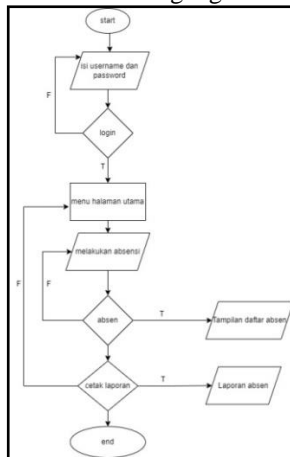 start
isi username dan
password
F
login
T
menu halaman utama
melakukan absensi
F
F
absen
T
Tampilan daftar absen
cetak laporan
T
Laporan absen
end